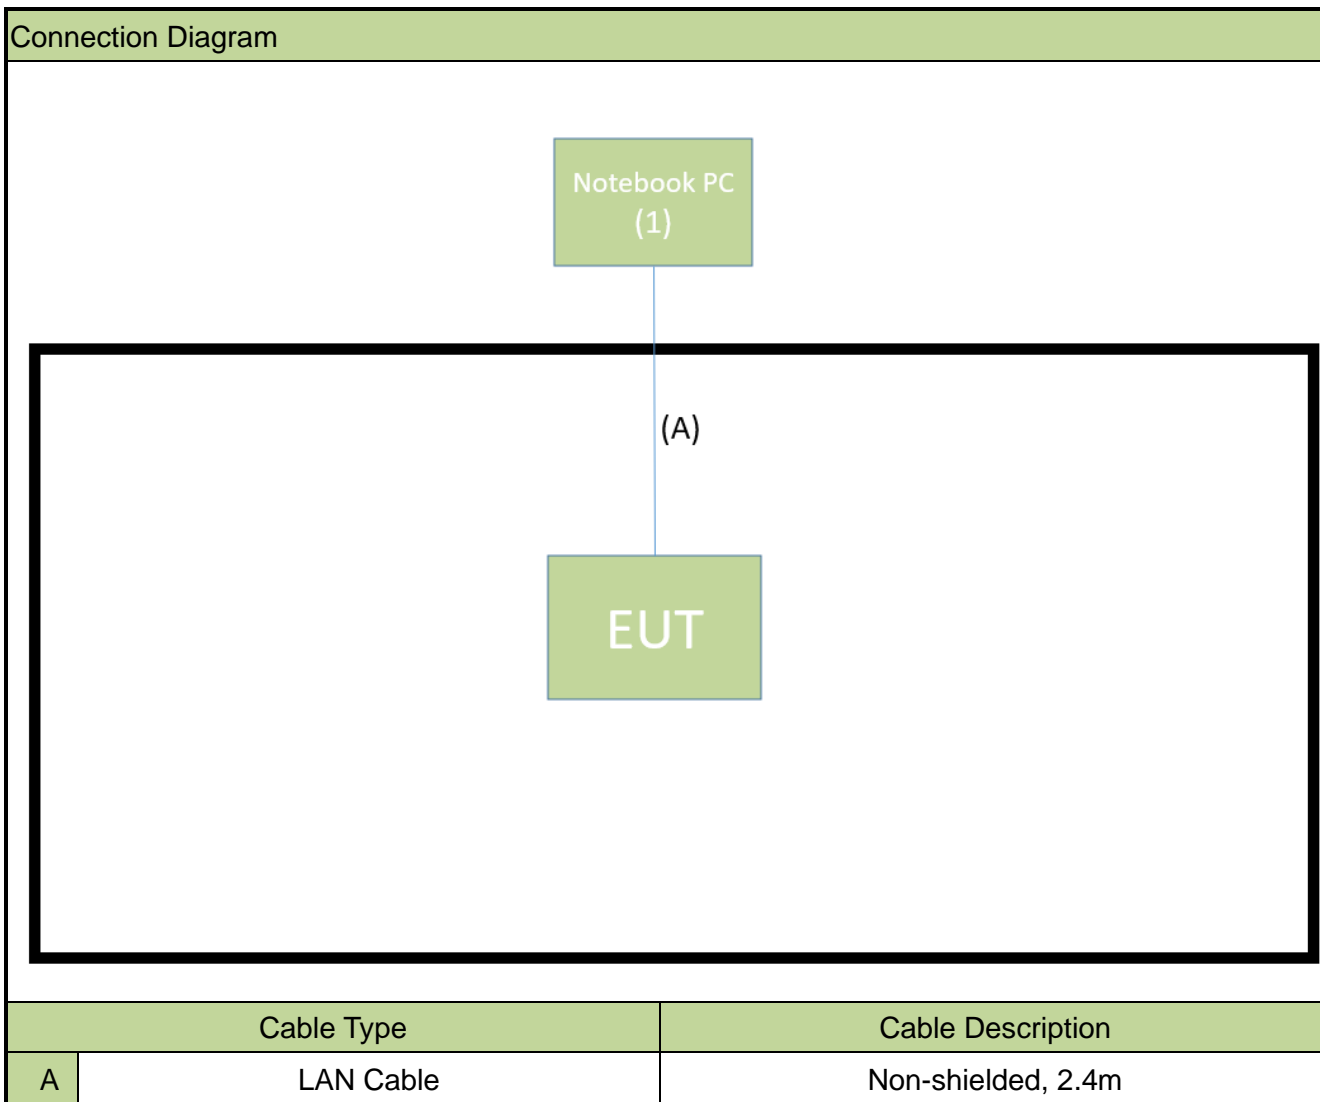 Connection Diagram
Notebook PC
(1)
(A)
EUT
Cable Type Cable Description
A LAN Cable Non-shielded, 2.4m